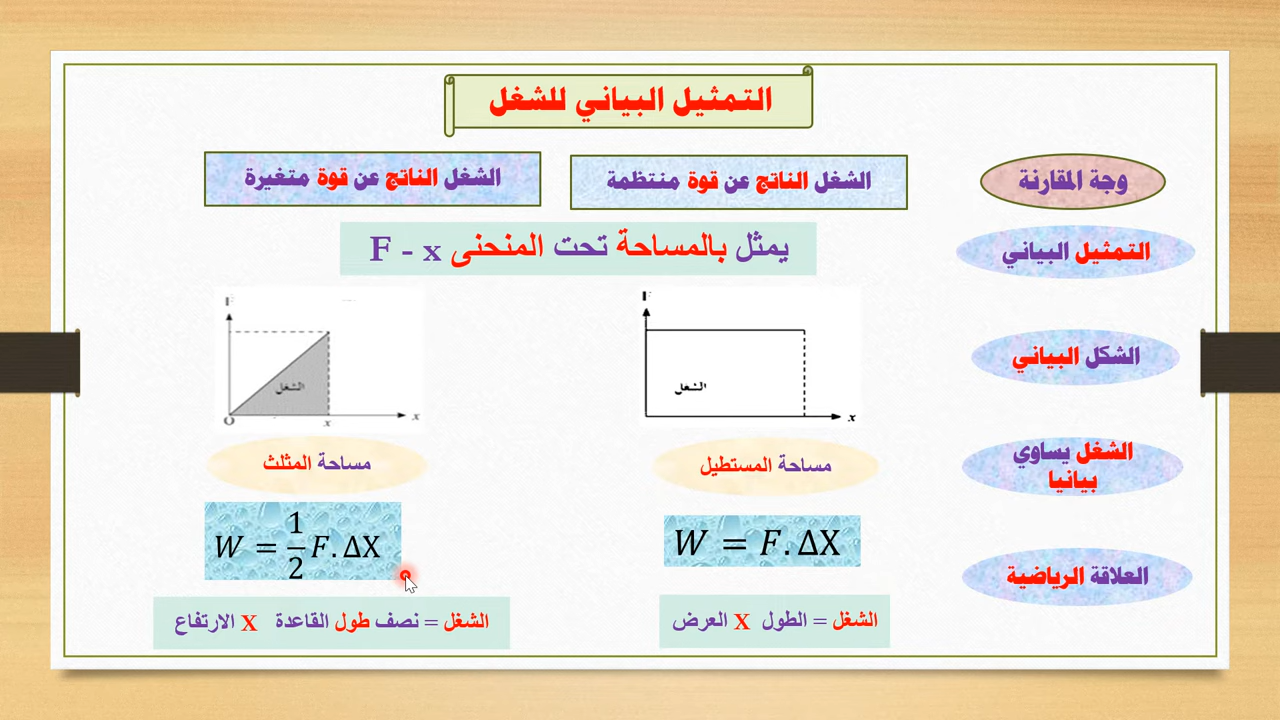 التمثيل البياني للشغل
وجة المقارنة
الشغل الناتج عن قوة منتظمة
الشغل الناتج عن قوة متغيرة
التمثيل البياني
يمثل بالمساحة تحت المنحنى F - x
الشكل البياني
F
الشغل
x
F
الشغل
O
x
x
الشغل يساوي
بيانيا
مساحة المستطيل
مساحة المثلث
العلاقة الرياضية
W = F.ΔX
W = 1/2 F.ΔX
الشغل = الطول X العرض
الشغل = نصف طول القاعدة X الارتفاع